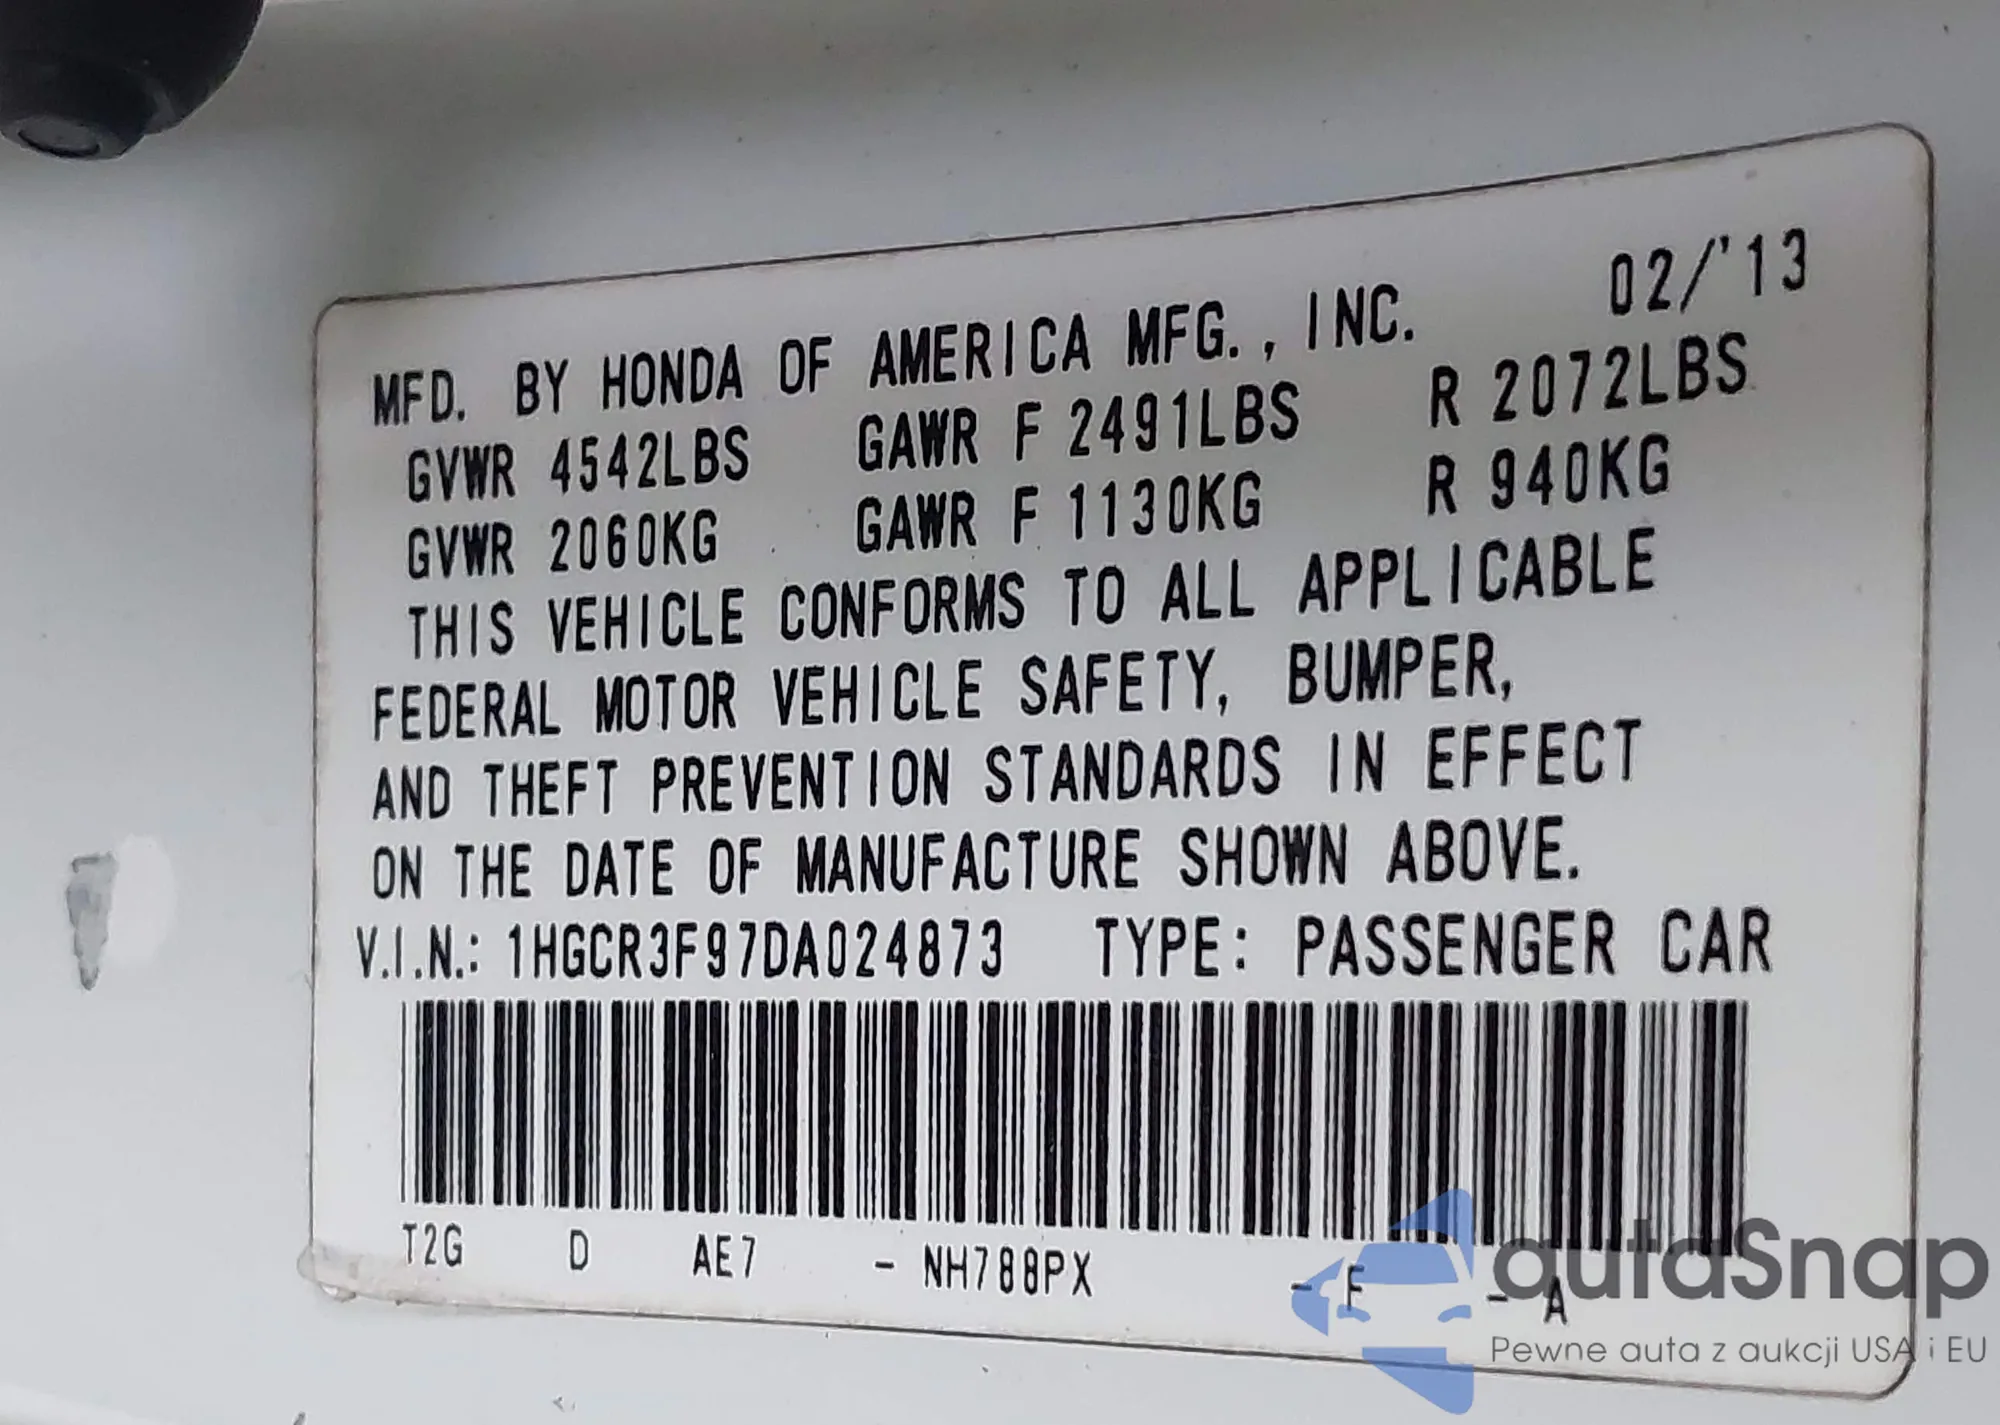 MFD. BY HONDA OF AMERICA MFG., INC. 02/'13
GVWR 4542LBS GAWR F 2491LBS R 2072LBS
GVWR 2060KG GAWR F 1130KG R 940KG
THIS VEHICLE CONFORMS TO ALL APPLICABLE
FEDERAL MOTOR VEHICLE SAFETY, BUMPER,
AND THEFT PREVENTION STANDARDS IN EFFECT
ON THE DATE OF MANUFACTURE SHOWN ABOVE.
V.I.N.: 1HGCR3F97DA024873 TYPE: PASSENGER CAR
T2G D AE7 - NH788PX - F - A
autaSnap
Pewne auta z aukcji USA i EU